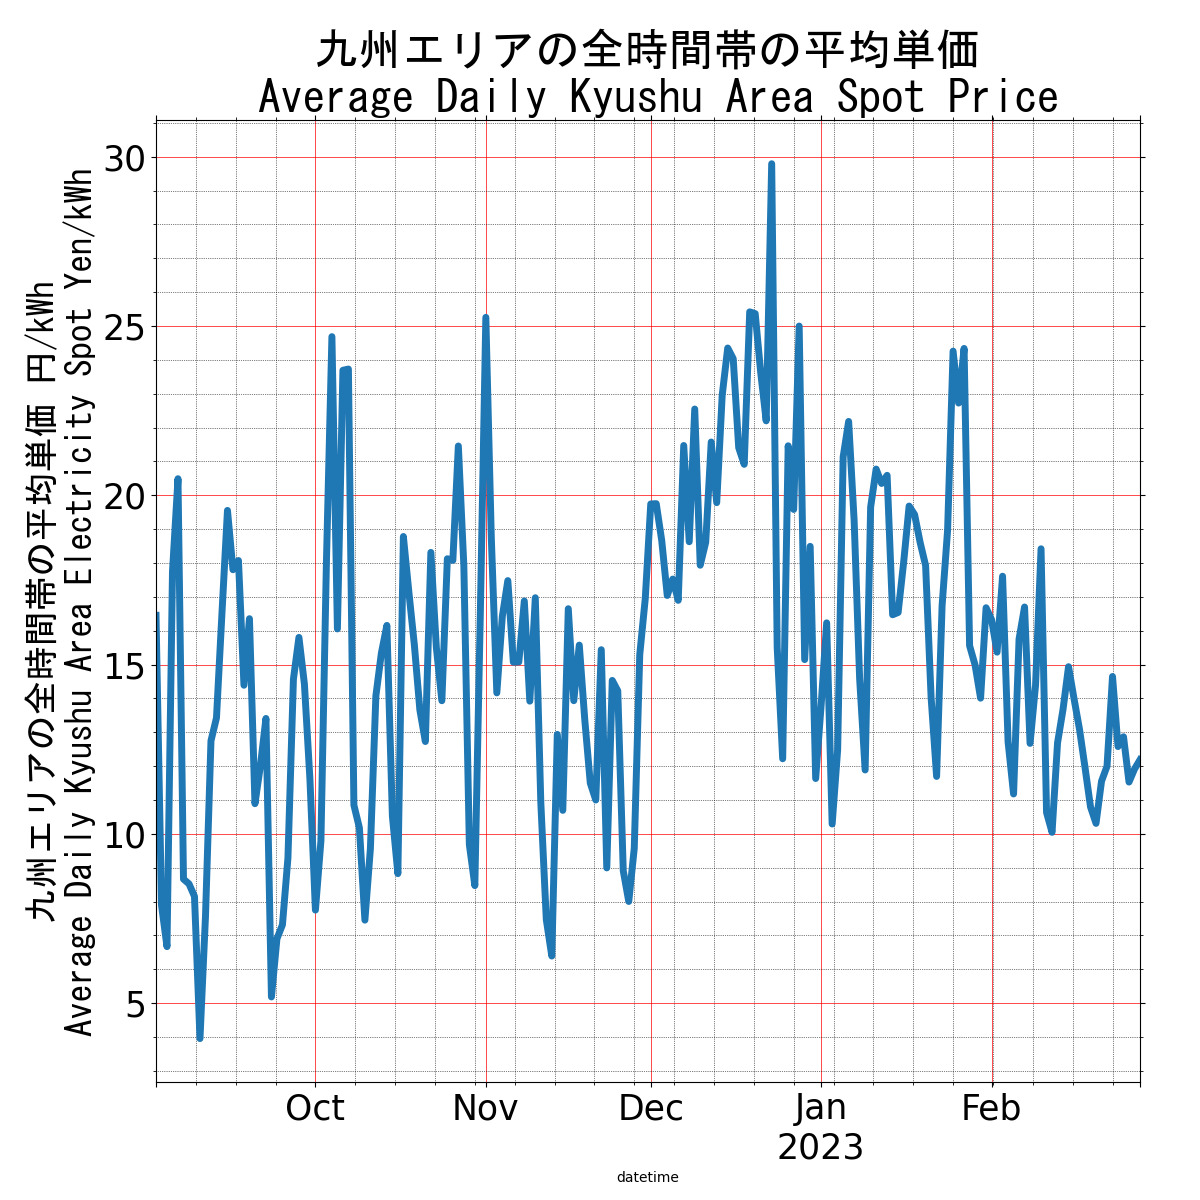 九州エリアの全時間帯の平均単価
Average Daily Kyushu Area Spot Price
九州エリアの全時間帯の平均単価 円/kWh
Average Daily Kyushu Area Electricity Spot Yen/kWh
30
25
20
15
10
5
Oct
Nov
Dec
Jan
2023
Feb
datetime